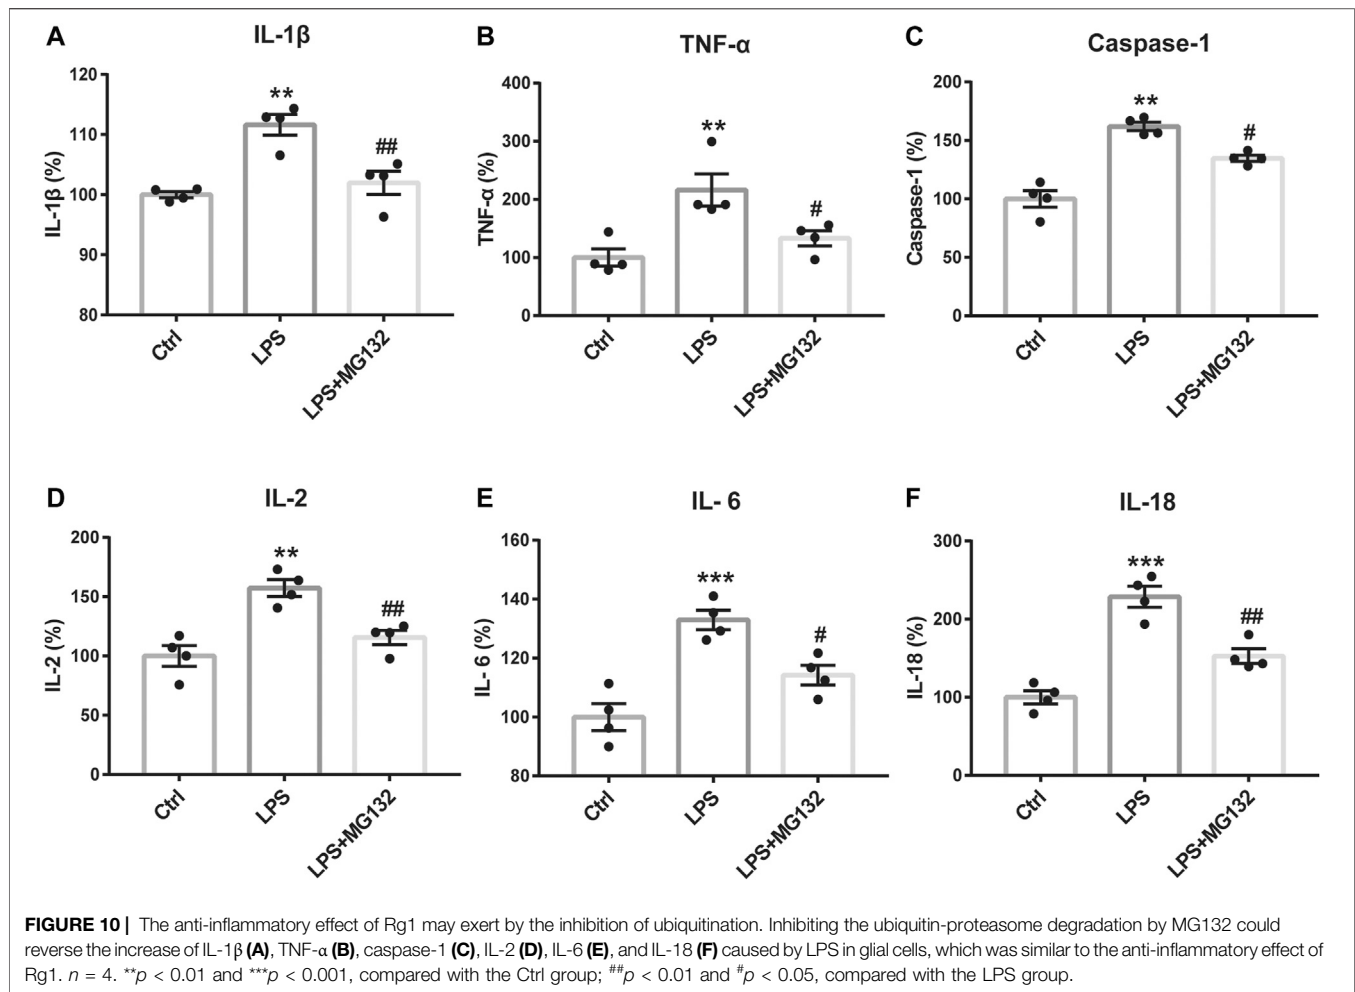 A
IL-1β
IL-1β (%)
120
110
100
90
80
**
##
Ctrl
LPS
LPS+MG132
B
TNF-α
TNF-α (%)
400
300
200
100
0
**
#
Ctrl
LPS
LPS+MG132
C
Caspase-1
Caspase-1 (%)
200
150
100
50
0
**
#
Ctrl
LPS
LPS+MG132
D
IL-2
IL-2 (%)
200
150
100
50
0
**
##
Ctrl
LPS
LPS+MG132
E
IL- 6
IL- 6 (%)
160
140
120
100
80
***
#
Ctrl
LPS
LPS+MG132
F
IL-18
IL-18 (%)
300
200
100
0
***
##
Ctrl
LPS
LPS+MG132
FIGURE 10 | The anti-inflammatory effect of Rg1 may exert by the inhibition of ubiquitination. Inhibiting the ubiquitin-proteasome degradation by MG132 could
reverse the increase of IL-1β (A), TNF-α (B), caspase-1 (C), IL-2 (D), IL-6 (E), and IL-18 (F) caused by LPS in glial cells, which was similar to the anti-inflammatory effect of
Rg1. n = 4. **p < 0.01 and ***p < 0.001, compared with the Ctrl group; ##p < 0.01 and #p < 0.05, compared with the LPS group.